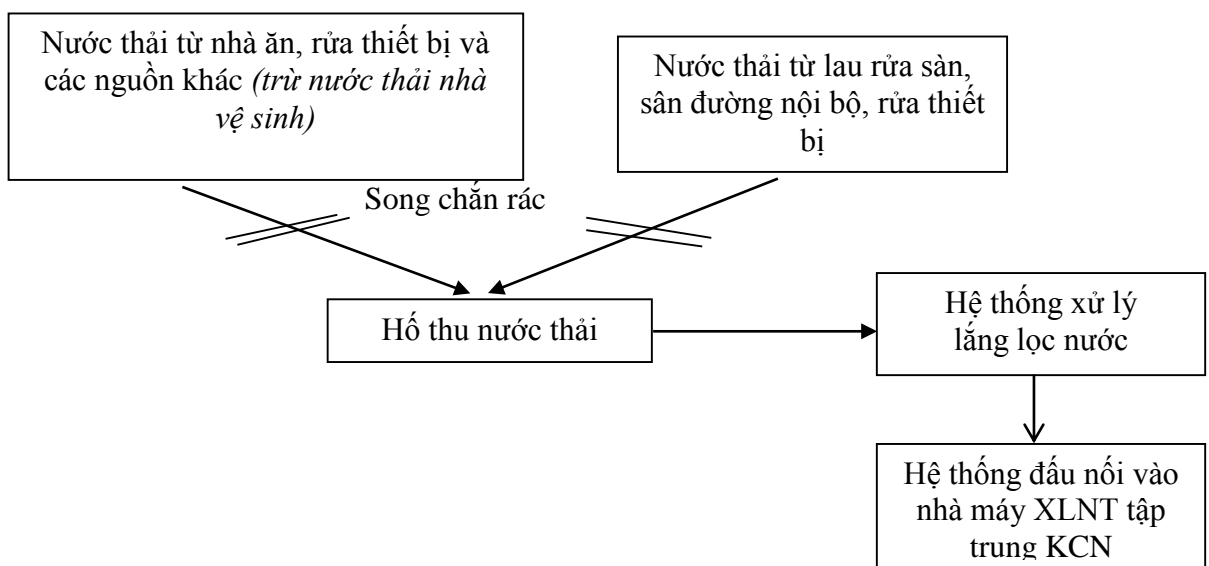 Nước thải từ nhà ăn, rửa thiết bị và
các nguồn khác (trừ nước thải nhà
vệ sinh)
Nước thải từ lau rửa sàn,
sân đường nội bộ, rửa thiết
bị
Song chắn rác
Hố thu nước thải
Hệ thống xử lý
lắng lọc nước
Hệ thống đấu nối vào
nhà máy XLNT tập
trung KCN